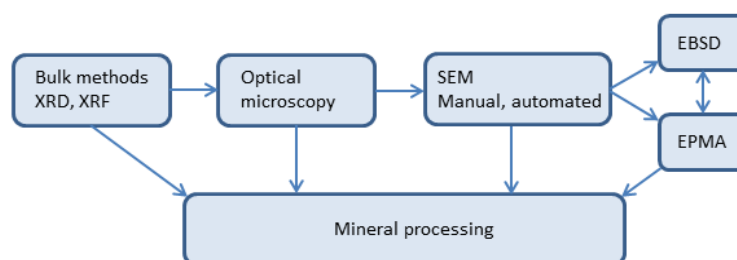 Bulk methods
XRD, XRF
Optical
microscopy
SEM
Manual, automated
EBSD
EPMA
Mineral processing